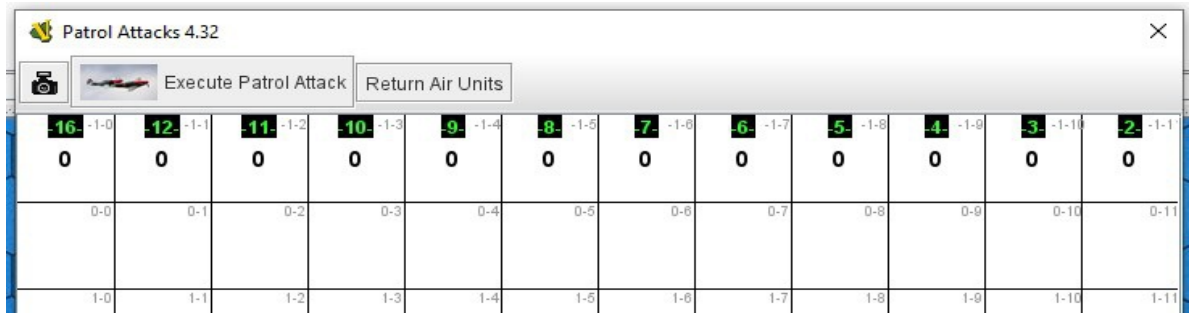 Patrol Attacks 4.32
Execute Patrol Attack Return Air Units
-16- -1-0 -12- -1-1 -11- -1-2 -10- -1-3 -9- -1-4 -8- -1-5 -7- -1-6 -6- -1-7 -5- -1-8 -4- -1-9 -3- -1-10 -2- -1-11
0 0 0 0 0 0 0 0 0 0 0 0
0-0 0-1 0-2 0-3 0-4 0-5 0-6 0-7 0-8 0-9 0-10 0-11
1-0 1-1 1-2 1-3 1-4 1-5 1-6 1-7 1-8 1-9 1-10 1-11